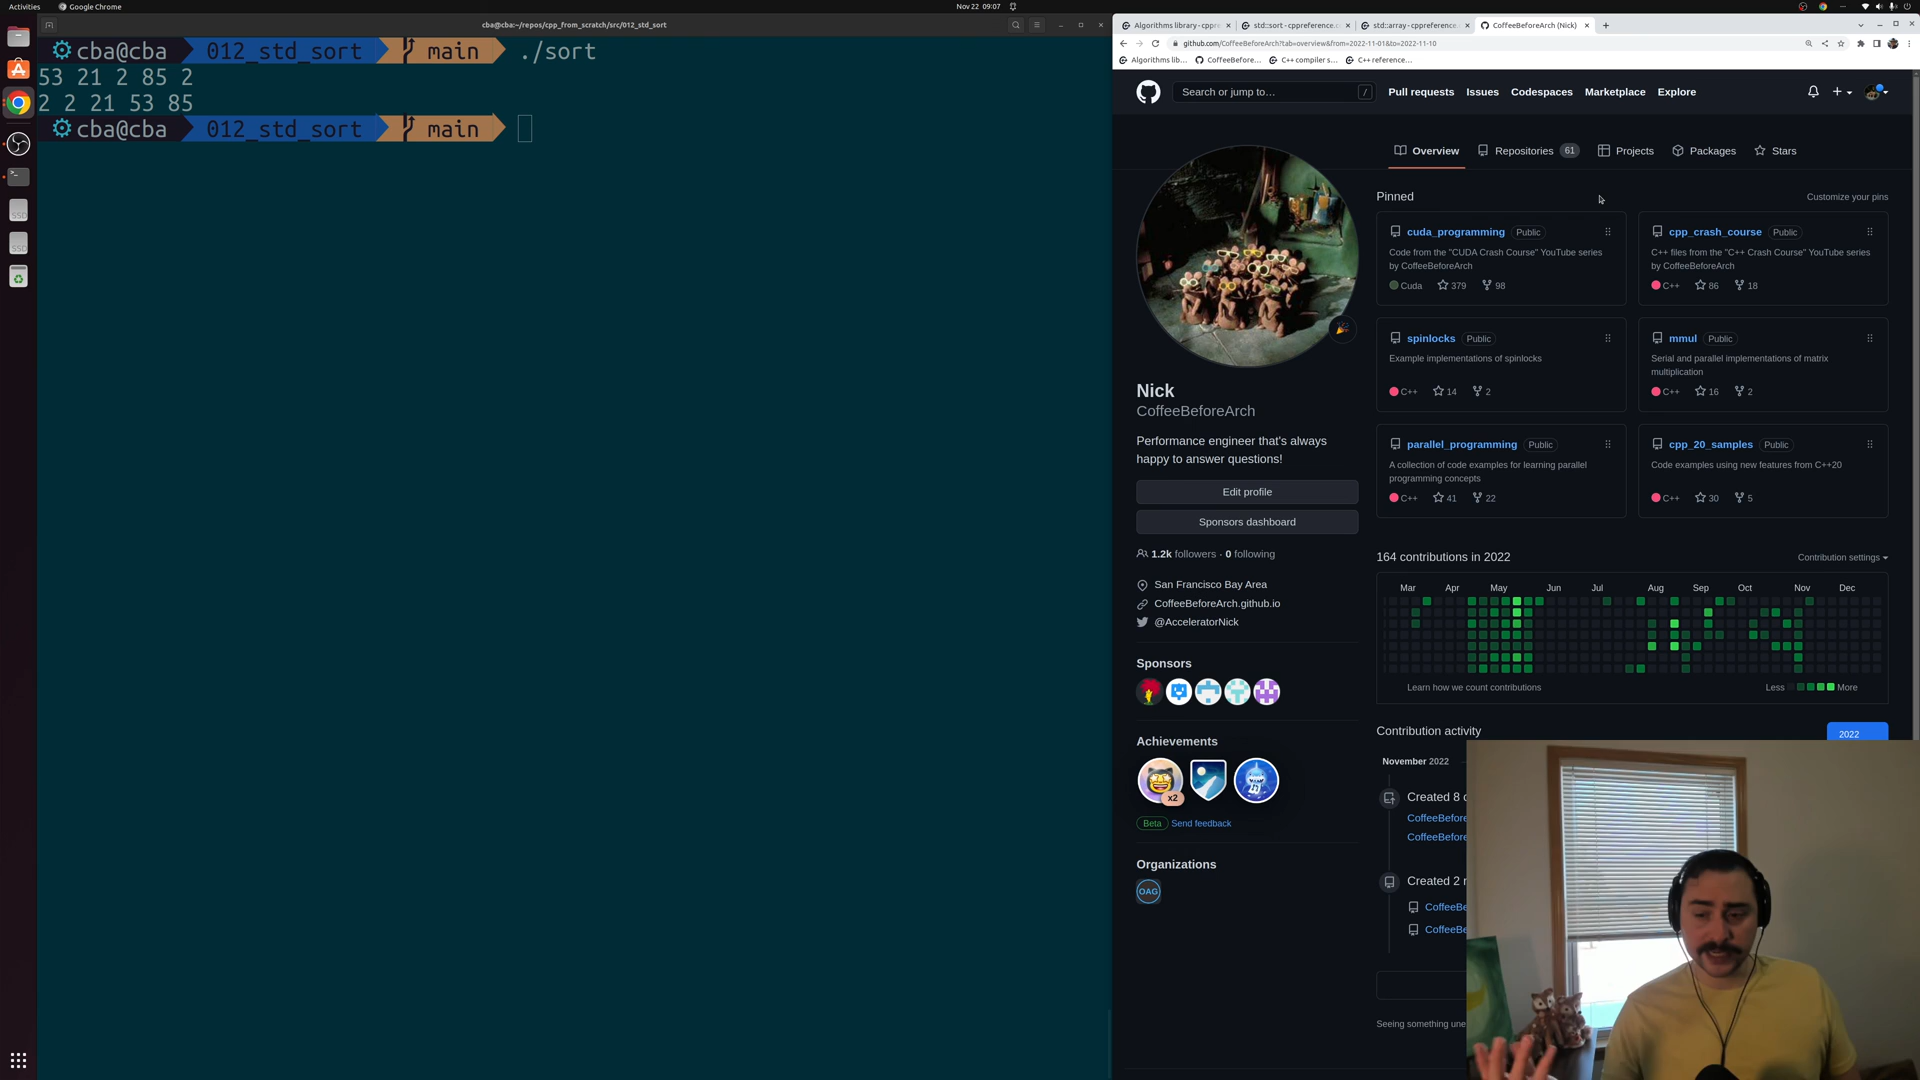 Activities
Google Chrome
Nov 22 09:07
cba@cba:~/repos/cpp_from_scratch/src/012_std_sort
cba@cba 012_std_sort main ./sort
53 21 2 85 2
2 2 21 53 85
cba@cba 012_std_sort main
SSD
SSD
Algorithms library - cppre
std::sort - cppreference.c
std::array - cppreference.
CoffeeBeforeArch (Nick)
github.com/CoffeeBeforeArch?tab=overview&from=2022-11-01&to=2022-11-10
Algorithms lib...
CoffeeBefore...
C++ compiler s...
C++ reference...
Search or jump to...
/
Pull requests
Issues
Codespaces
Marketplace
Explore
Overview
Repositories 61
Projects
Packages
Stars
Pinned
Customize your pins
cuda_programming Public
Code from the "CUDA Crash Course" YouTube series
by CoffeeBeforeArch
Cuda 379 98
cpp_crash_course Public
C++ files from the "C++ Crash Course" YouTube series
by CoffeeBeforeArch
C++ 86 18
spinlocks Public
Example implementations of spinlocks
C++ 14 2
mmul Public
Serial and parallel implementations of matrix
multiplication
C++ 16 2
parallel_programming Public
A collection of code examples for learning parallel
programming concepts
C++ 41 22
cpp_20_samples Public
Code examples using new features from C++20
C++ 30 5
Nick
CoffeeBeforeArch
Performance engineer that's always
happy to answer questions!
Edit profile
Sponsors dashboard
1.2k followers · 0 following
San Francisco Bay Area
CoffeeBeforeArch.github.io
@AcceleratorNick
Sponsors
Achievements
x2
Beta Send feedback
Organizations
OAG
164 contributions in 2022
Contribution settings
Mar Apr May Jun Jul Aug Sep Oct Nov Dec
Learn how we count contributions
Less More
Contribution activity
2022
November 2022
Created 8 c
CoffeeBefore
CoffeeBefore
Created 2 r
CoffeeBe
CoffeeBe
Seeing something une